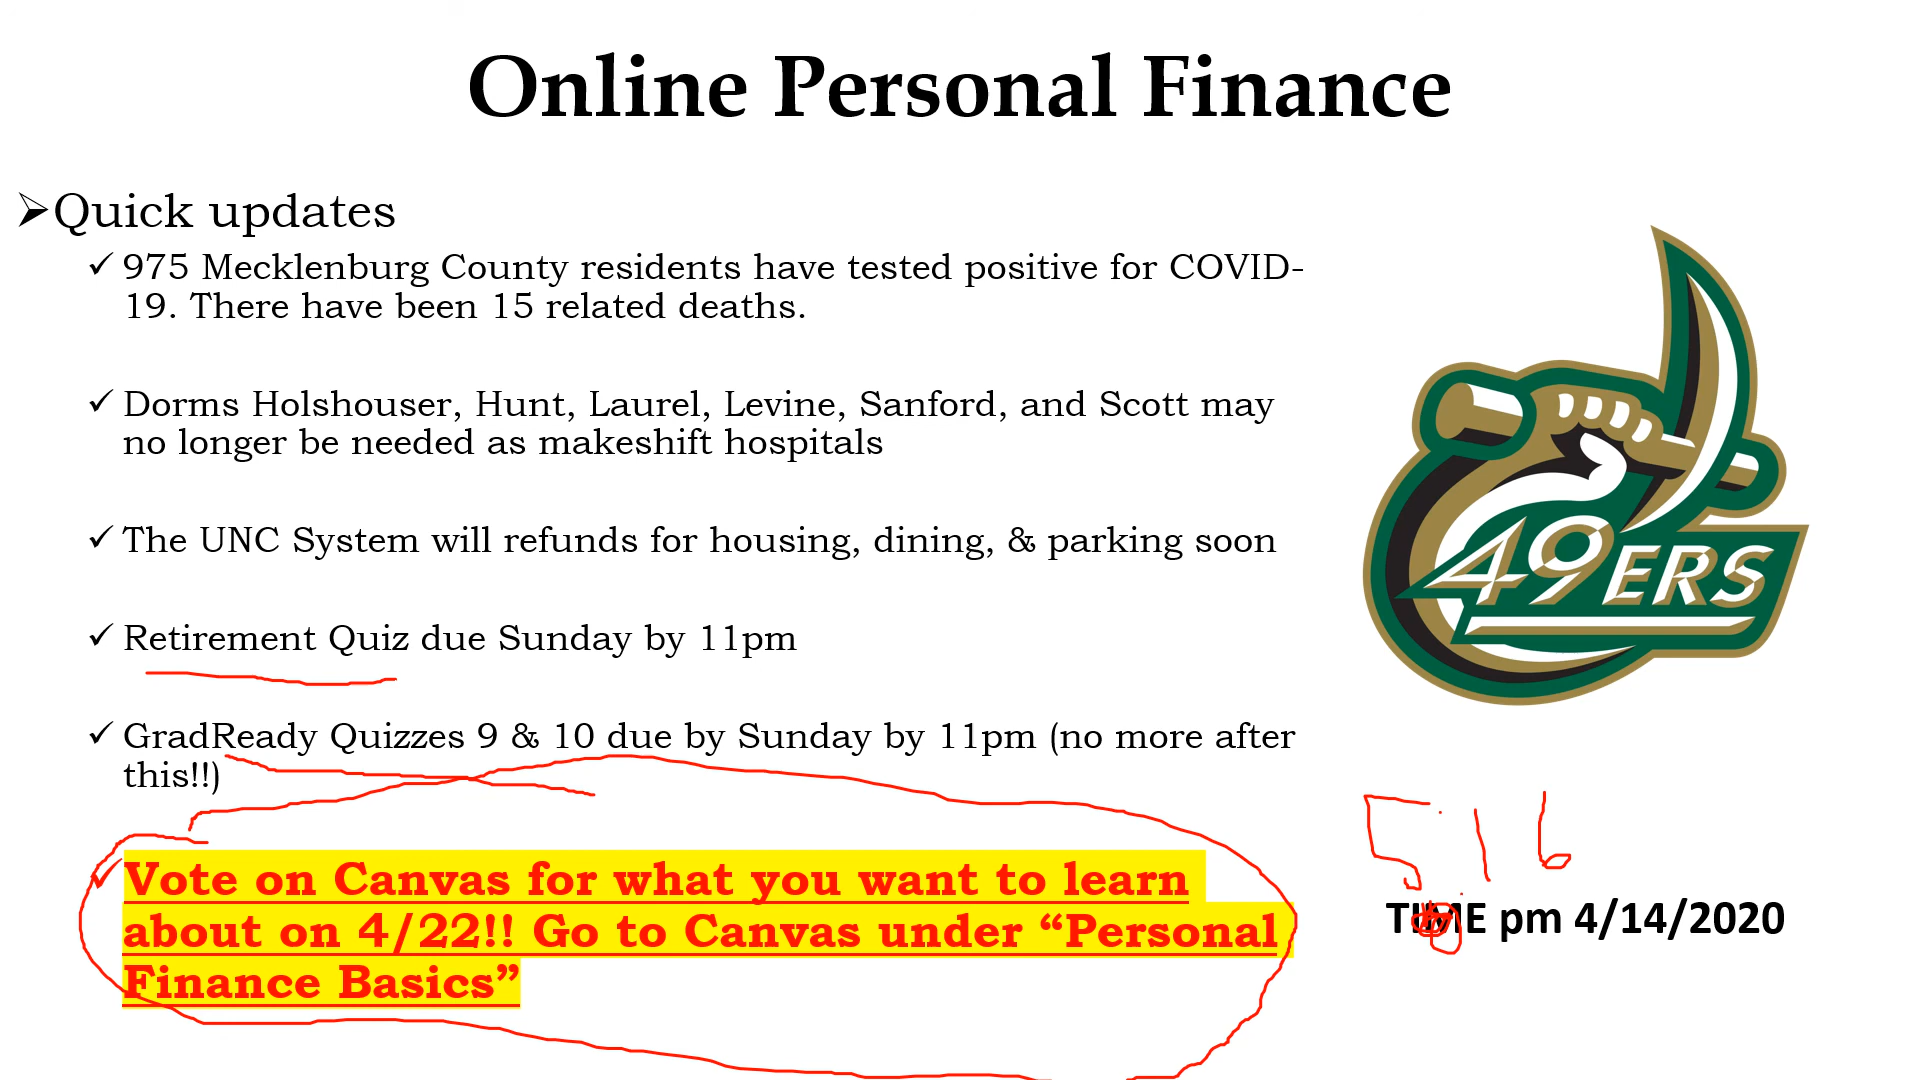 Online Personal Finance
Quick updates
975 Mecklenburg County residents have tested positive for COVID-
19. There have been 15 related deaths.
Dorms Holshouser, Hunt, Laurel, Levine, Sanford, and Scott may
no longer be needed as makeshift hospitals
The UNC System will refunds for housing, dining, & parking soon
Retirement Quiz due Sunday by 11pm
GradReady Quizzes 9 & 10 due by Sunday by 11pm (no more after
this!!)
Vote on Canvas for what you want to learn
about on 4/22!! Go to Canvas under “Personal
Finance Basics”
49ERS
5 16
TIME pm 4/14/2020